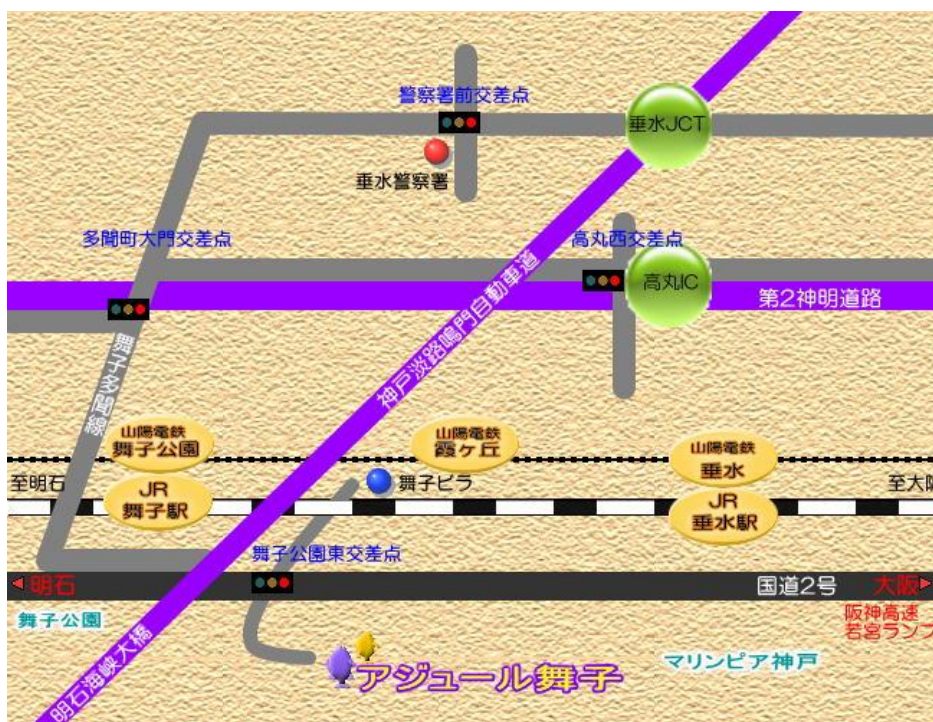 警察署前交差点
垂水JCT
垂水警察署
多聞町大門交差点
高丸西交差点
高丸IC
第2神明道路
神戸淡路鳴門自動車道
舞子多聞線
山陽電鉄
舞子公園
山陽電鉄
霞ヶ丘
山陽電鉄
垂水
至明石
JR
舞子駅
舞子ビラ
JR
垂水駅
至大阪
舞子公園東交差点
明石
国道2号
大阪
舞子公園
阪神高速
若宮ランプ
明石海峡大橋
マリンピア神戸
アジュール舞子